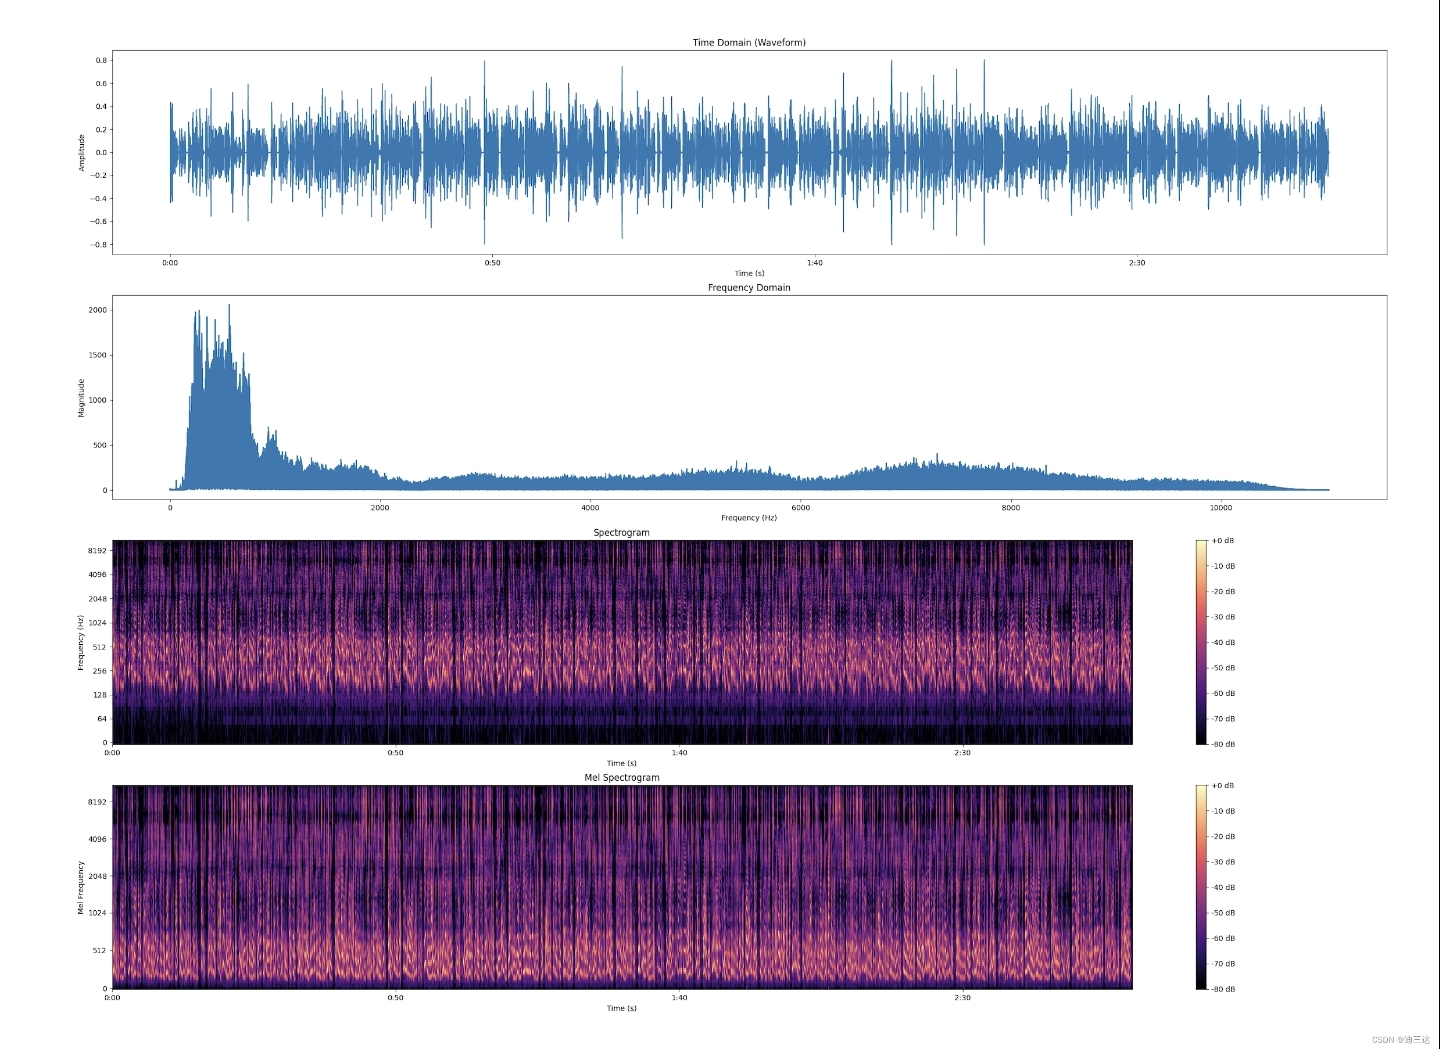 Time Domain (Waveform)
0.8
0.6
0.4
0.2
0.0
−0.2
−0.4
−0.6
−0.8
Amplitude
0:00 0:50 1:40 2:30
Time (s)
Frequency Domain
2000
1500
1000
500
0
Magnitude
0 2000 4000 6000 8000 10000
Frequency (Hz)
Spectrogram
8192
4096
2048
1024
512
256
128
64
0
Frequency (Hz)
0:00 0:50 1:40 2:30
Time (s)
+0 dB
-10 dB
-20 dB
-30 dB
-40 dB
-50 dB
-60 dB
-70 dB
-80 dB
Mel Spectrogram
8192
4096
2048
1024
512
0
Mel Frequency
0:00 0:50 1:40 2:30
Time (s)
+0 dB
-10 dB
-20 dB
-30 dB
-40 dB
-50 dB
-60 dB
-70 dB
-80 dB
CSDN @迪三达